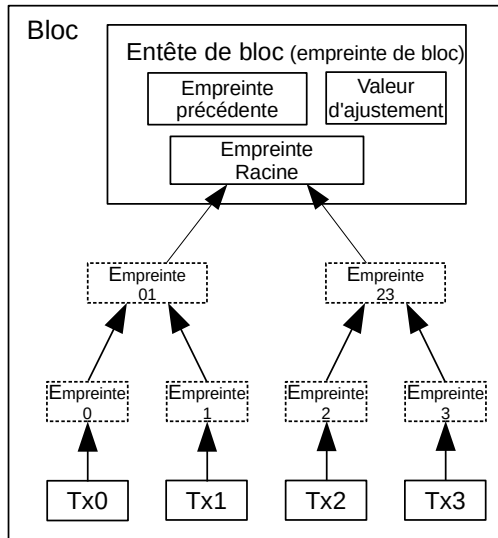 Bloc
Entête de bloc (empreinte de bloc)
Empreinte
précédente
Valeur
d'ajustement
Empreinte
Racine
Empreinte
01
Empreinte
23
Empreinte
0
Empreinte
1
Empreinte
2
Empreinte
3
Tx0
Tx1
Tx2
Tx3